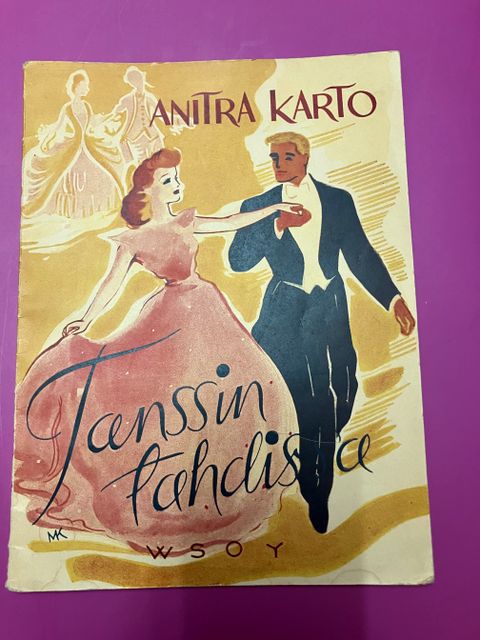 ANITRA KARTO
Tanssin
tahdissa
MK
WSOY